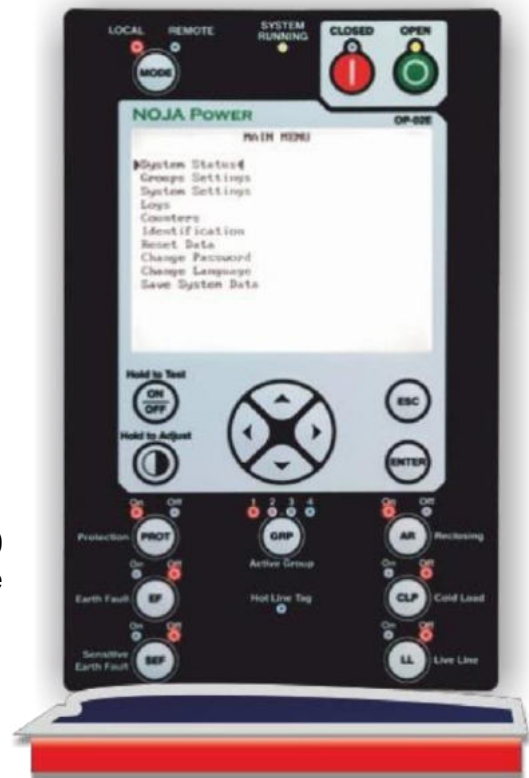 LOCAL REMOTE SYSTEM RUNNING CLOSED OPEN
MODE
NOJA POWER OP-02E
MAIN MENU
System Status
Groups Settings
System Settings
Logs
Counters
Identification
Reset Data
Change Password
Change Language
Save System Data
Hold to Test
ON
OFF
ESC
Hold to Adjust
ENTER
On Off 1 2 3 4 On Off
Protection PROT GRP AR Reclosing
Active Group
On Off On Off
Earth Fault EF Hot Line Tag CLP Cold Load
On Off On Off
Sensitive Earth Fault SEF LL Live Line